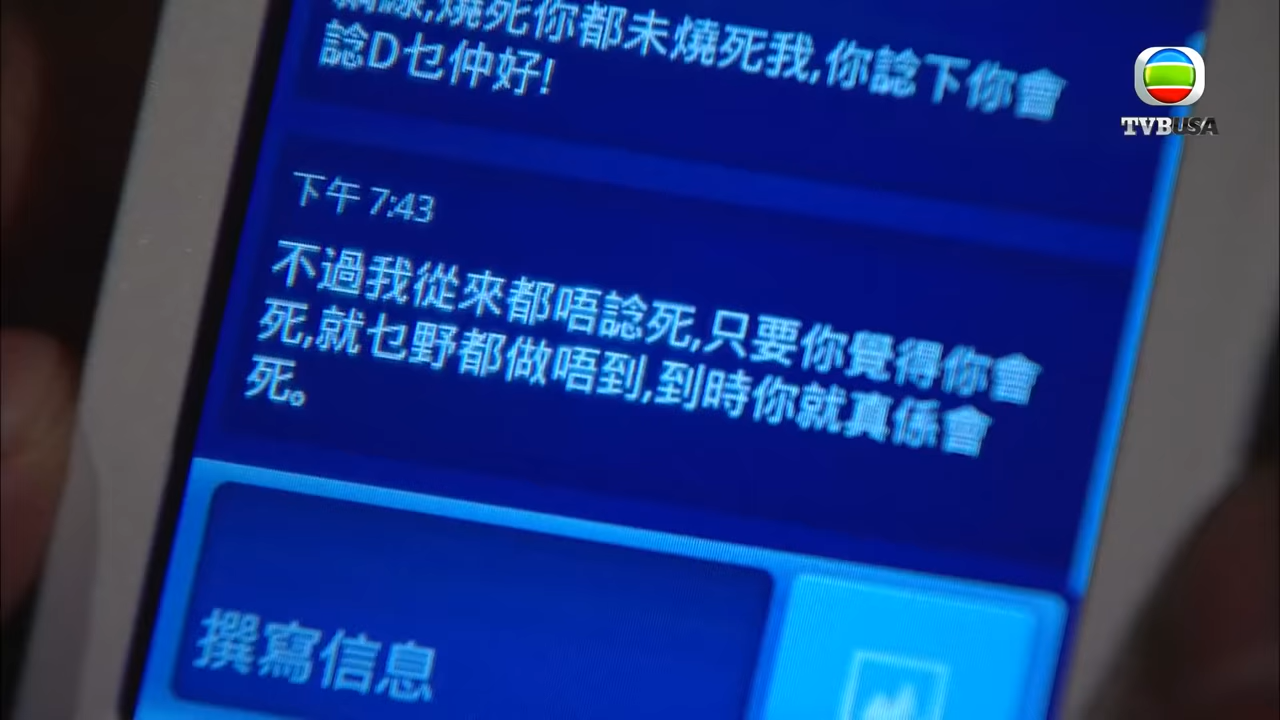 燒死你都未燒死我,你諗下你會
諗D乜仲好!
下午 7:43
不過我從來都唔諗死,只要你覺得你會
死,就乜野都做唔到,到時你就真係會
死。
撰寫信息
TVBUSA